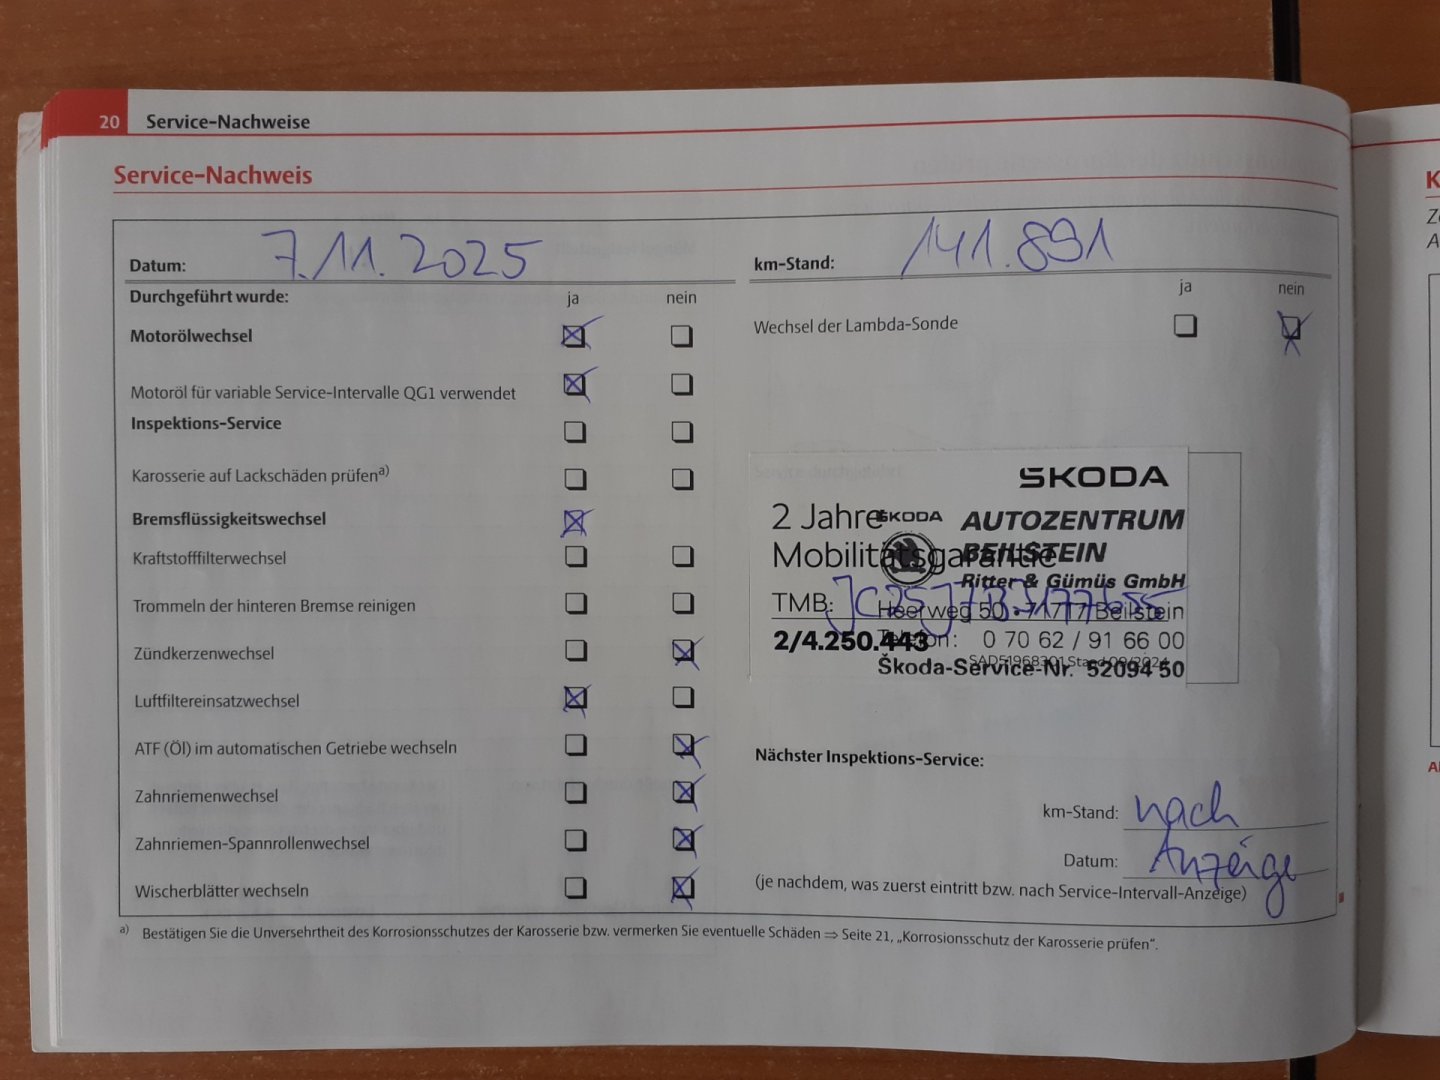 20 Service-Nachweise
Service-Nachweis
Datum: 7.11.2025
km-Stand: 141.891
Durchgeführt wurde: ja nein
Motorölwechsel
Motoröl für variable Service-Intervalle QG1 verwendet
Inspektions-Service
Karosserie auf Lackschäden prüfen a)
Bremsflüssigkeitswechsel
Kraftstofffilterwechsel
Trommeln der hinteren Bremse reinigen
Zündkerzenwechsel
Luftfiltereinsatzwechsel
ATF (Öl) im automatischen Getriebe wechseln
Zahnriemenwechsel
Zahnriemen-Spannrollenwechsel
Wischerblätter wechseln
ja nein
Wechsel der Lambda-Sonde
ŠKODA
2 Jahre
Mobilitätsgarantie
TMB:
2/4.250.443
ŠKODA
AUTOZENTRUM
BEILSTEIN
Ritter & Gümüs GmbH
Heerweg 50 • 71717 Beilstein
Telefon: 0 70 62 / 91 66 00
Škoda-Service-Nr. 52094 50
Nächster Inspektions-Service:
km-Stand: nach
Datum: Anzeige
(je nachdem, was zuerst eintritt bzw. nach Service-Intervall-Anzeige)
a) Bestätigen Sie die Unversehrtheit des Korrosionsschutzes der Karosserie bzw. vermerken Sie eventuelle Schäden ⇒ Seite 21, „Korrosionsschutz der Karosserie prüfen“.